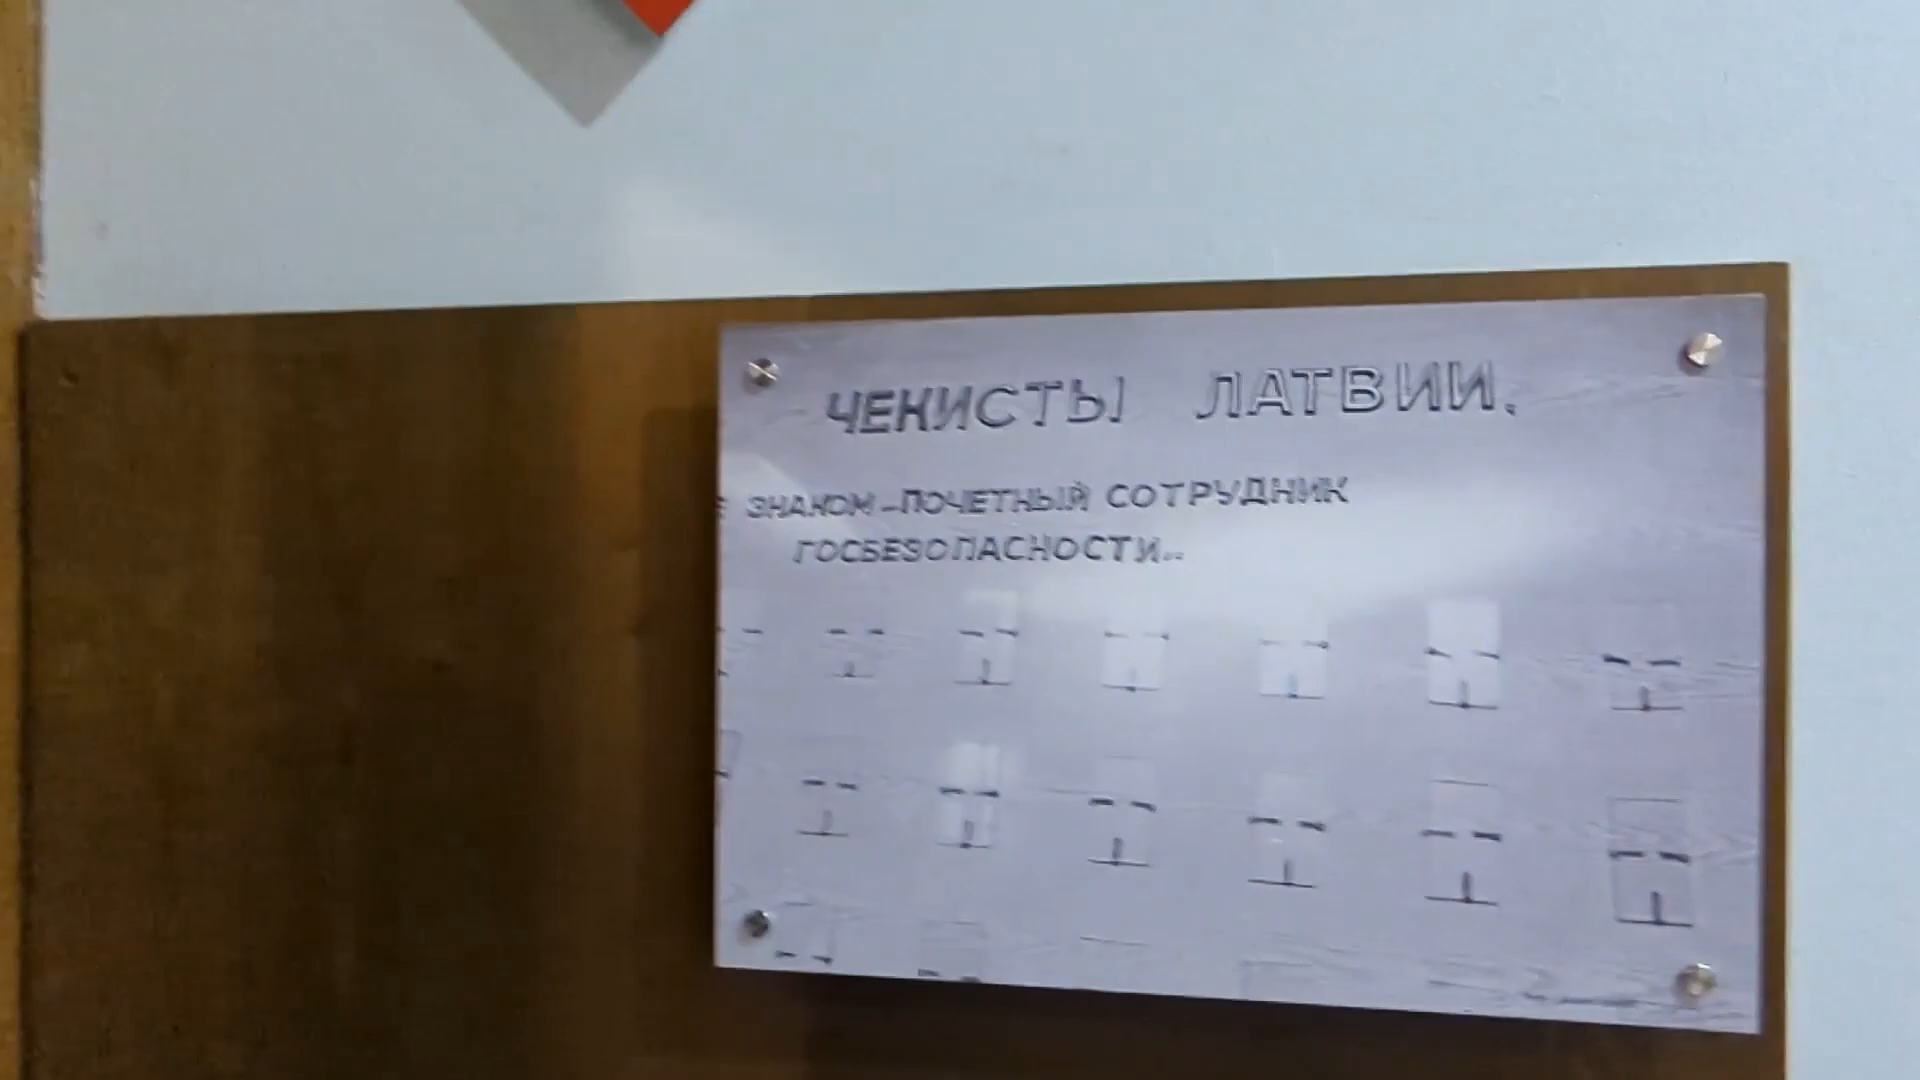 ЧЕКИСТЫ ЛАТВИИ.
ЗНАКОМ-ПОЧЕТНЫЙ СОТРУДНИК
ГОСБЕЗОПАСНОСТИ..